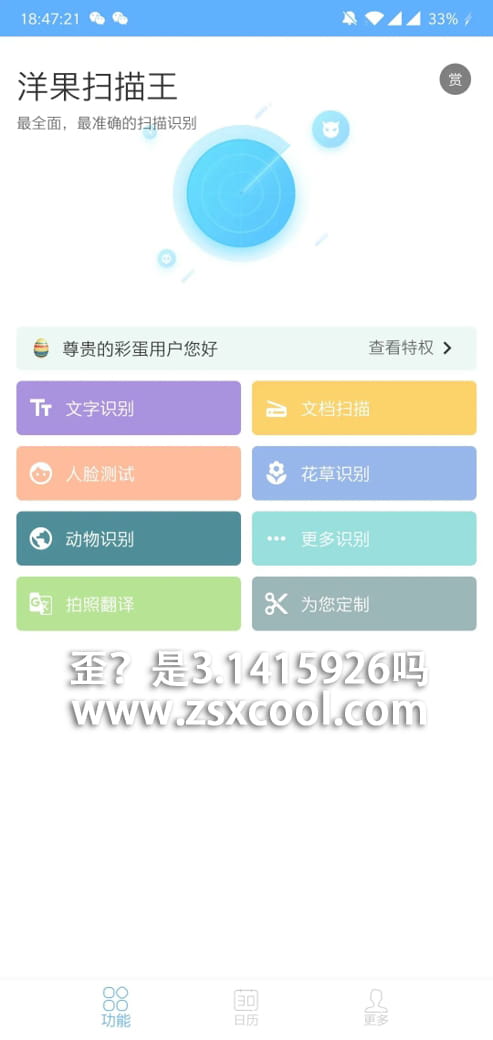 18:47:21
33%
洋果扫描王
赏
最全面，最准确的扫描识别
尊贵的彩蛋用户您好
查看特权
文字识别
文档扫描
人脸测试
花草识别
动物识别
更多识别
拍照翻译
为您定制
歪？是3.1415926吗
www.zsxcool.com
功能
日历
更多